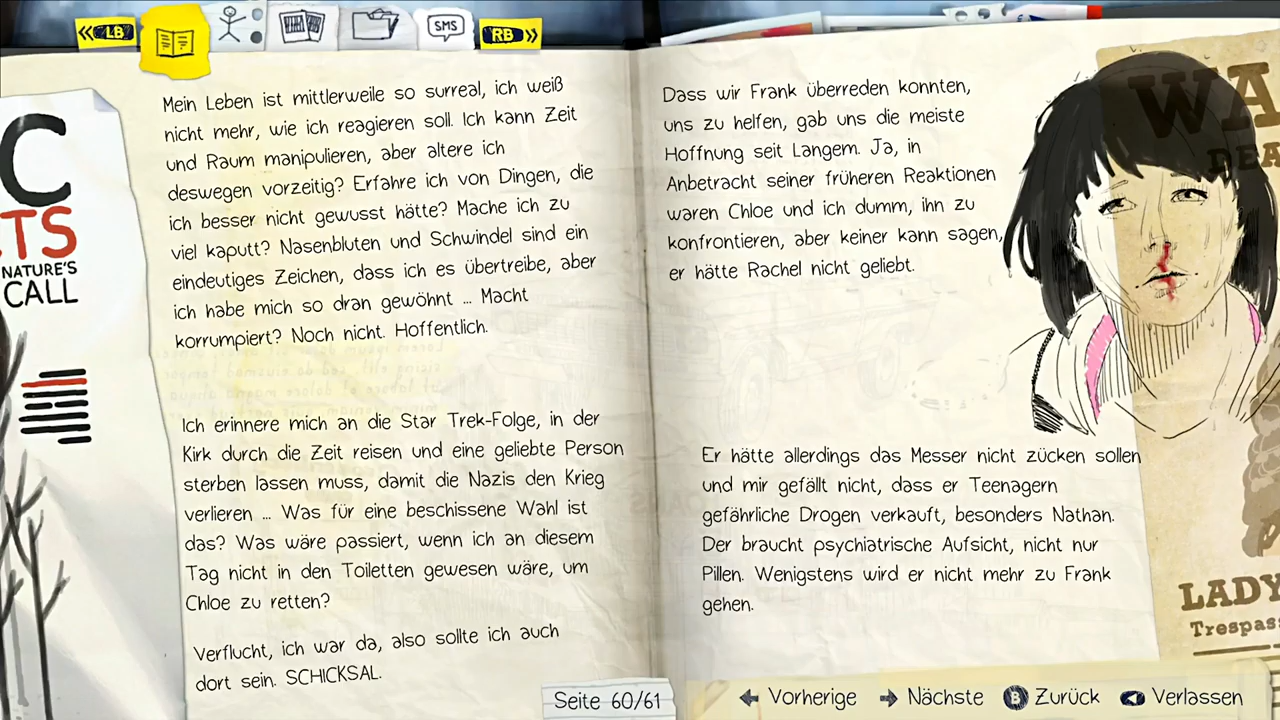 LB
SMS
RB
C
TS
NATURE'S
CALL
Mein Leben ist mittlerweile so surreal, ich weiß
nicht mehr, wie ich reagieren soll. Ich kann Zeit
und Raum manipulieren, aber altere ich
deswegen vorzeitig? Erfahre ich von Dingen, die
ich besser nicht gewusst hätte? Mache ich zu
viel kaputt? Nasenbluten und Schwindel sind ein
eindeutiges Zeichen, dass ich es übertreibe, aber
ich habe mich so dran gewöhnt ... Macht
korrumpiert? Noch nicht. Hoffentlich.
Ich erinnere mich an die Star Trek-Folge, in der
Kirk durch die Zeit reisen und eine geliebte Person
sterben lassen muss, damit die Nazis den Krieg
verlieren ... Was für eine beschissene Wahl ist
das? Was wäre passiert, wenn ich an diesem
Tag nicht in den Toiletten gewesen wäre, um
Chloe zu retten?
Verflucht, ich war da, also sollte ich auch
dort sein. SCHICKSAL.
Dass wir Frank überreden konnten,
uns zu helfen, gab uns die meiste
Hoffnung seit Langem. Ja, in
Anbetracht seiner früheren Reaktionen
waren Chloe und ich dumm, ihn zu
konfrontieren, aber keiner kann sagen,
er hätte Rachel nicht geliebt.
Er hätte allerdings das Messer nicht zücken sollen
und mir gefällt nicht, dass er Teenagern
gefährliche Drogen verkauft, besonders Nathan.
Der braucht psychiatrische Aufsicht, nicht nur
Pillen. Wenigstens wird er nicht mehr zu Frank
gehen.
WA
DEA
LADY
Trespas
Seite 60/61
Vorherige
Nächste
B Zurück
Verlassen